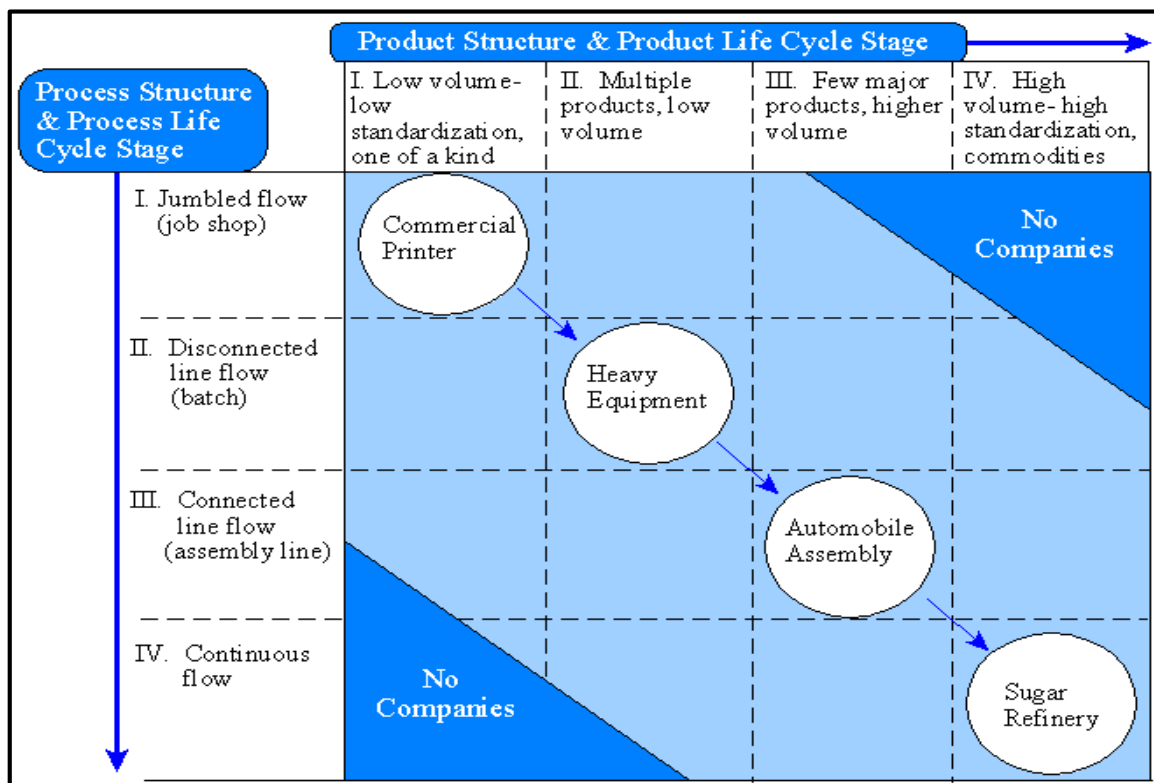 Product Structure & Product Life Cycle Stage
Process Structure
& Process Life
Cycle Stage
I. Low volume-
low
standardization,
one of a kind
II. Multiple
products, low
volume
III. Few major
products, higher
volume
IV. High
volume- high
standardization,
commodities
I. Jumbled flow
(job shop)
Commercial
Printer
No
Companies
II. Disconnected
line flow
(batch)
Heavy
Equipment
III. Connected
line flow
(assembly line)
Automobile
Assembly
IV. Continuous
flow
No
Companies
Sugar
Refinery